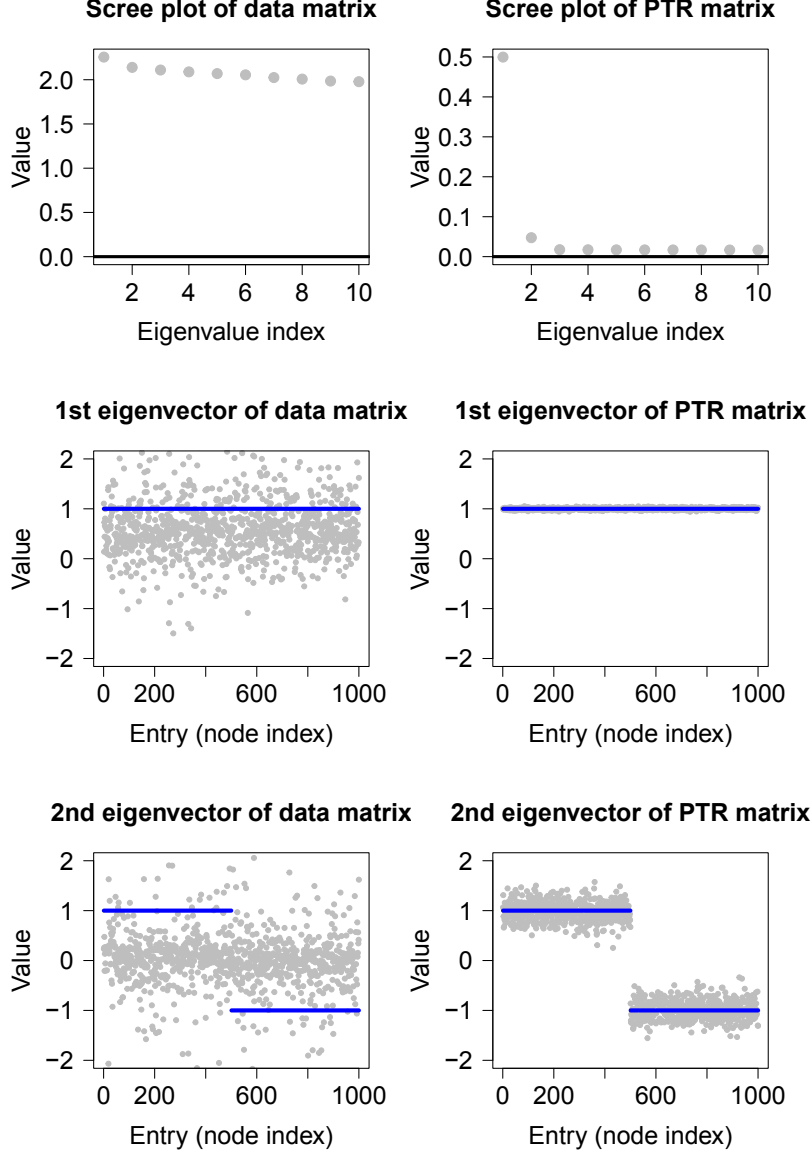 Scree plot of data matrix
Value
2.0
1.5
1.0
0.5
0.0
2 4 6 8 10
Eigenvalue index
Scree plot of PTR matrix
Value
0.5
0.4
0.3
0.2
0.1
0.0
2 4 6 8 10
Eigenvalue index
1st eigenvector of data matrix
Value
2
1
0
−1
−2
0 200 600 1000
Entry (node index)
1st eigenvector of PTR matrix
Value
2
1
0
−1
−2
0 200 600 1000
Entry (node index)
2nd eigenvector of data matrix
Value
2
1
0
−1
−2
0 200 600 1000
Entry (node index)
2nd eigenvector of PTR matrix
Value
2
1
0
−1
−2
0 200 600 1000
Entry (node index)